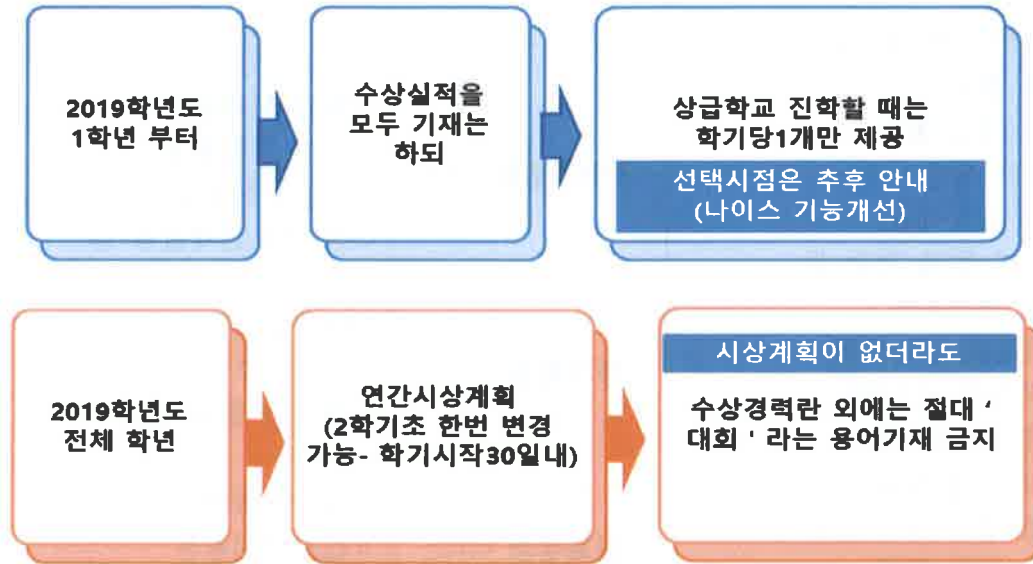 2019학년도
1학년 부터
수상실적을
모두 기재는
하되
상급학교 진학할 때는
학기당1개만 제공
선택시점은 추후 안내
(나이스 기능개선)
2019학년도
전체 학년
연간시상계획
(2학기초 한번 변경
가능- 학기시작30일내)
시상계획이 없더라도
수상경력란 외에는 절대 '
대회 ' 라는 용어기재 금지